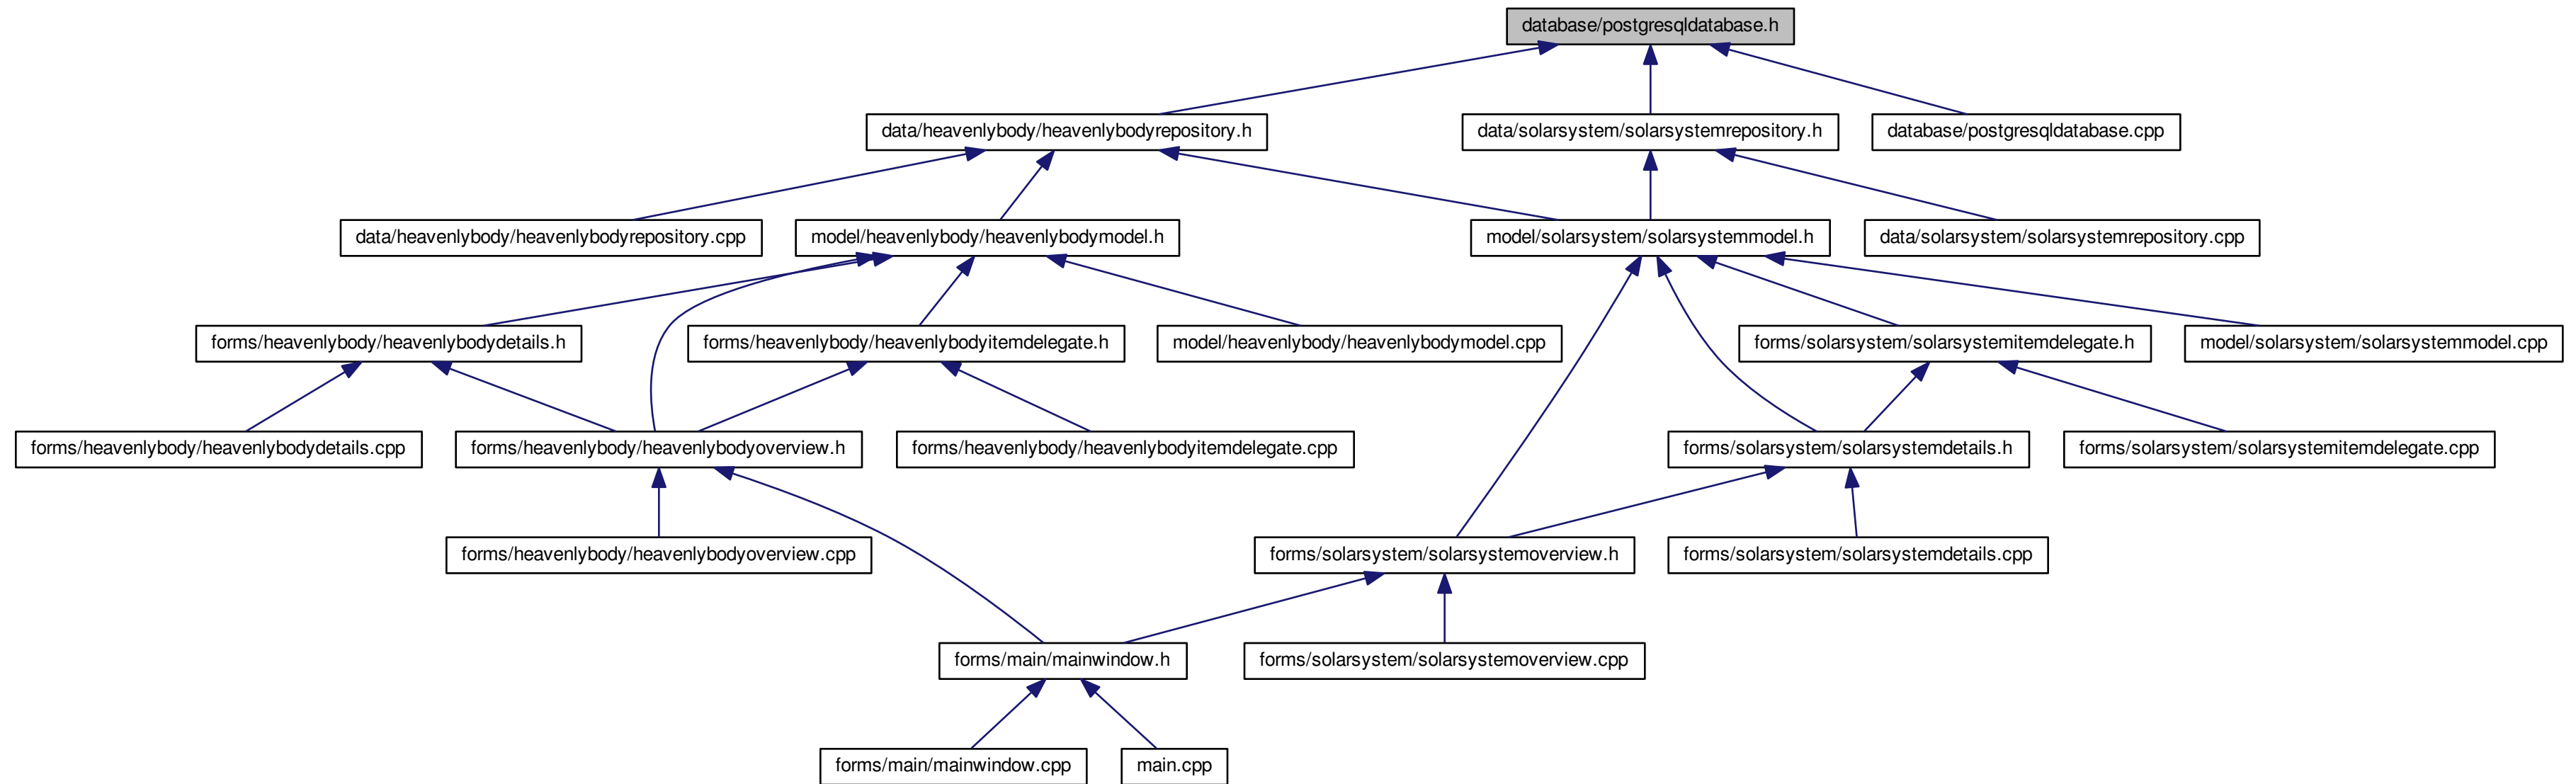 database/postgresqldatabase.h
data/heavenlybody/heavenlybodyrepository.h
data/solarsystem/solarsystemrepository.h
database/postgresqldatabase.cpp
data/heavenlybody/heavenlybodyrepository.cpp
model/heavenlybody/heavenlybodymodel.h
model/solarsystem/solarsystemmodel.h
data/solarsystem/solarsystemrepository.cpp
forms/heavenlybody/heavenlybodydetails.h
forms/heavenlybody/heavenlybodyitemdelegate.h
model/heavenlybody/heavenlybodymodel.cpp
forms/solarsystem/solarsystemitemdelegate.h
model/solarsystem/solarsystemmodel.cpp
forms/heavenlybody/heavenlybodydetails.cpp
forms/heavenlybody/heavenlybodyoverview.h
forms/heavenlybody/heavenlybodyitemdelegate.cpp
forms/solarsystem/solarsystemdetails.h
forms/solarsystem/solarsystemitemdelegate.cpp
forms/heavenlybody/heavenlybodyoverview.cpp
forms/solarsystem/solarsystemoverview.h
forms/solarsystem/solarsystemdetails.cpp
forms/main/mainwindow.h
forms/solarsystem/solarsystemoverview.cpp
forms/main/mainwindow.cpp
main.cpp